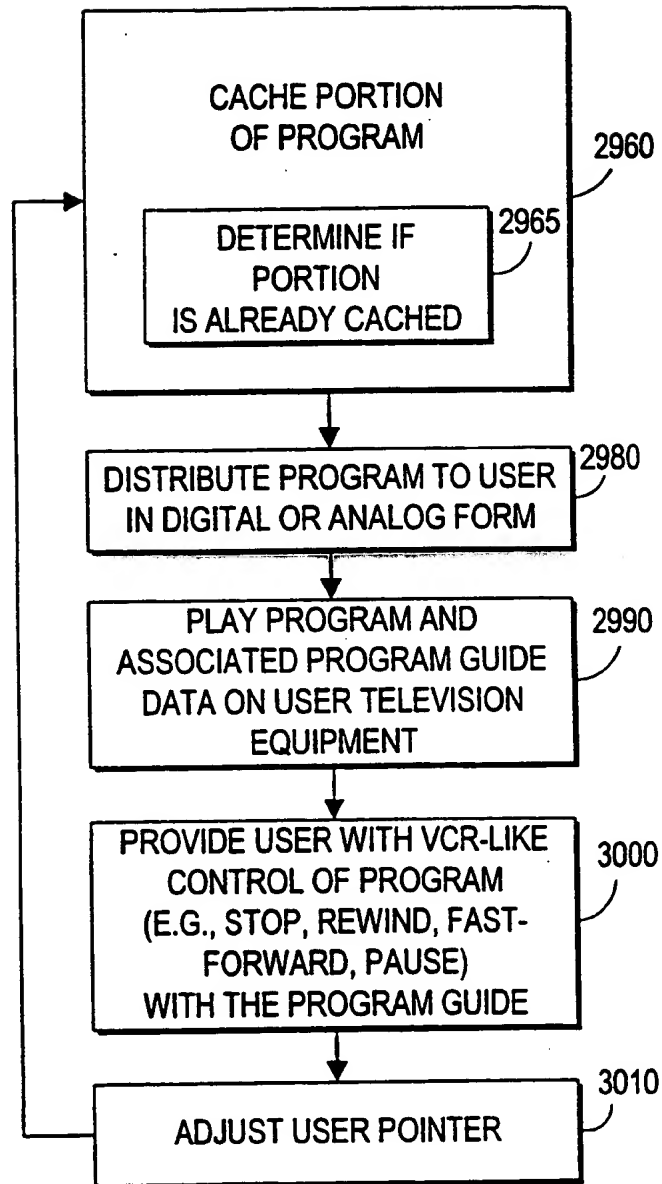 CACHE PORTION
OF PROGRAM
2960
2965
DETERMINE IF
PORTION
IS ALREADY CACHED
2980
DISTRIBUTE PROGRAM TO USER
IN DIGITAL OR ANALOG FORM
2990
PLAY PROGRAM AND
ASSOCIATED PROGRAM GUIDE
DATA ON USER TELEVISION
EQUIPMENT
3000
PROVIDE USER WITH VCR-LIKE
CONTROL OF PROGRAM
(E.G., STOP, REWIND, FAST-
FORWARD, PAUSE)
WITH THE PROGRAM GUIDE
3010
ADJUST USER POINTER